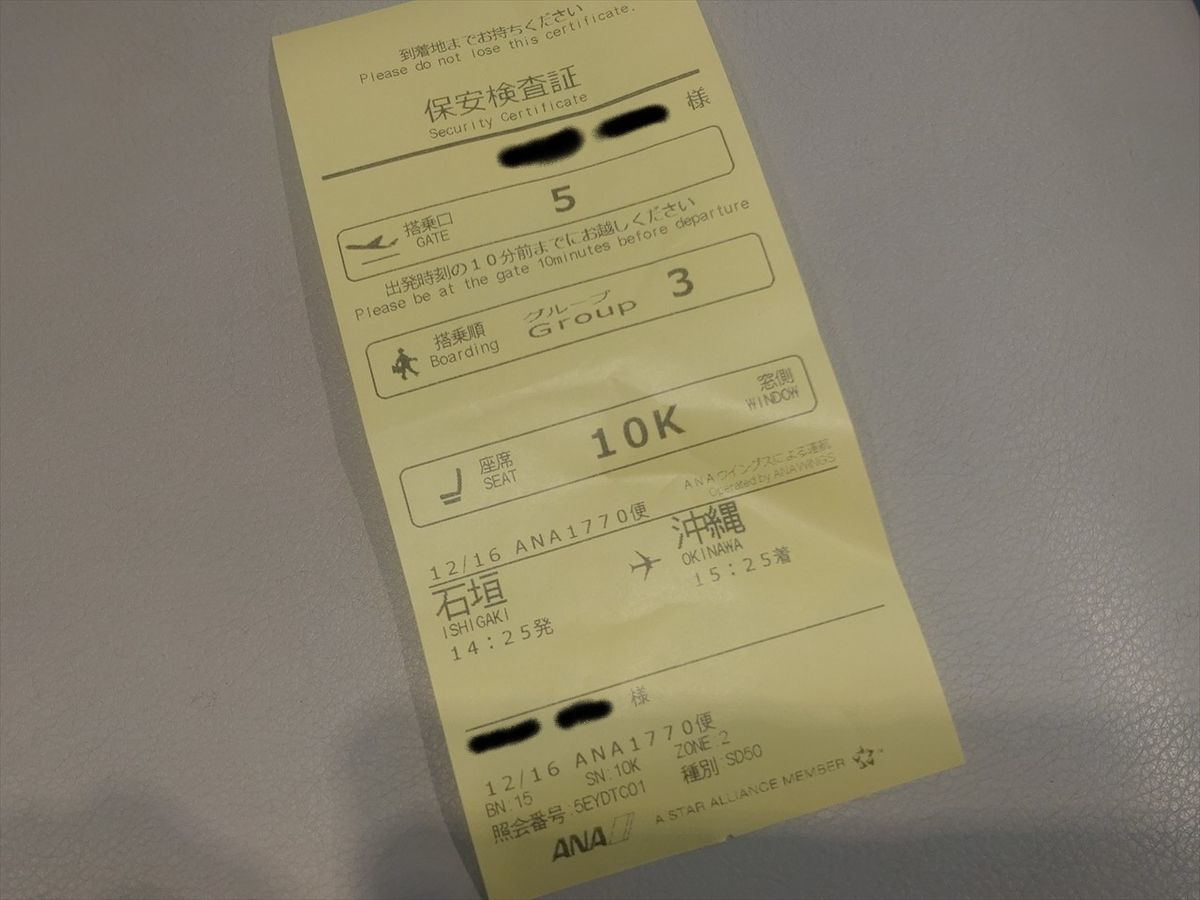 到着地までお持ちください
Please do not lose this certificate.
保安検査証
Security Certificate
様
搭乗口
GATE
5
出発時刻の10分前までにお越しください
Please be at the gate 10minutes before departure
搭乗順
Boarding
グループ
Group
3
座席
SEAT
10K
窓側
WINDOW
ANAウイングスによる運航
Operated by ANA WINGS
12/16 ANA1770便
石垣
ISHIGAKI
14:25発
沖縄
OKINAWA
15:25着
様
12/16 ANA1770便
BN:15 SN:10K ZONE:2
照会番号:5EYDTC01 種別:SD50
ANA A STAR ALLIANCE MEMBER